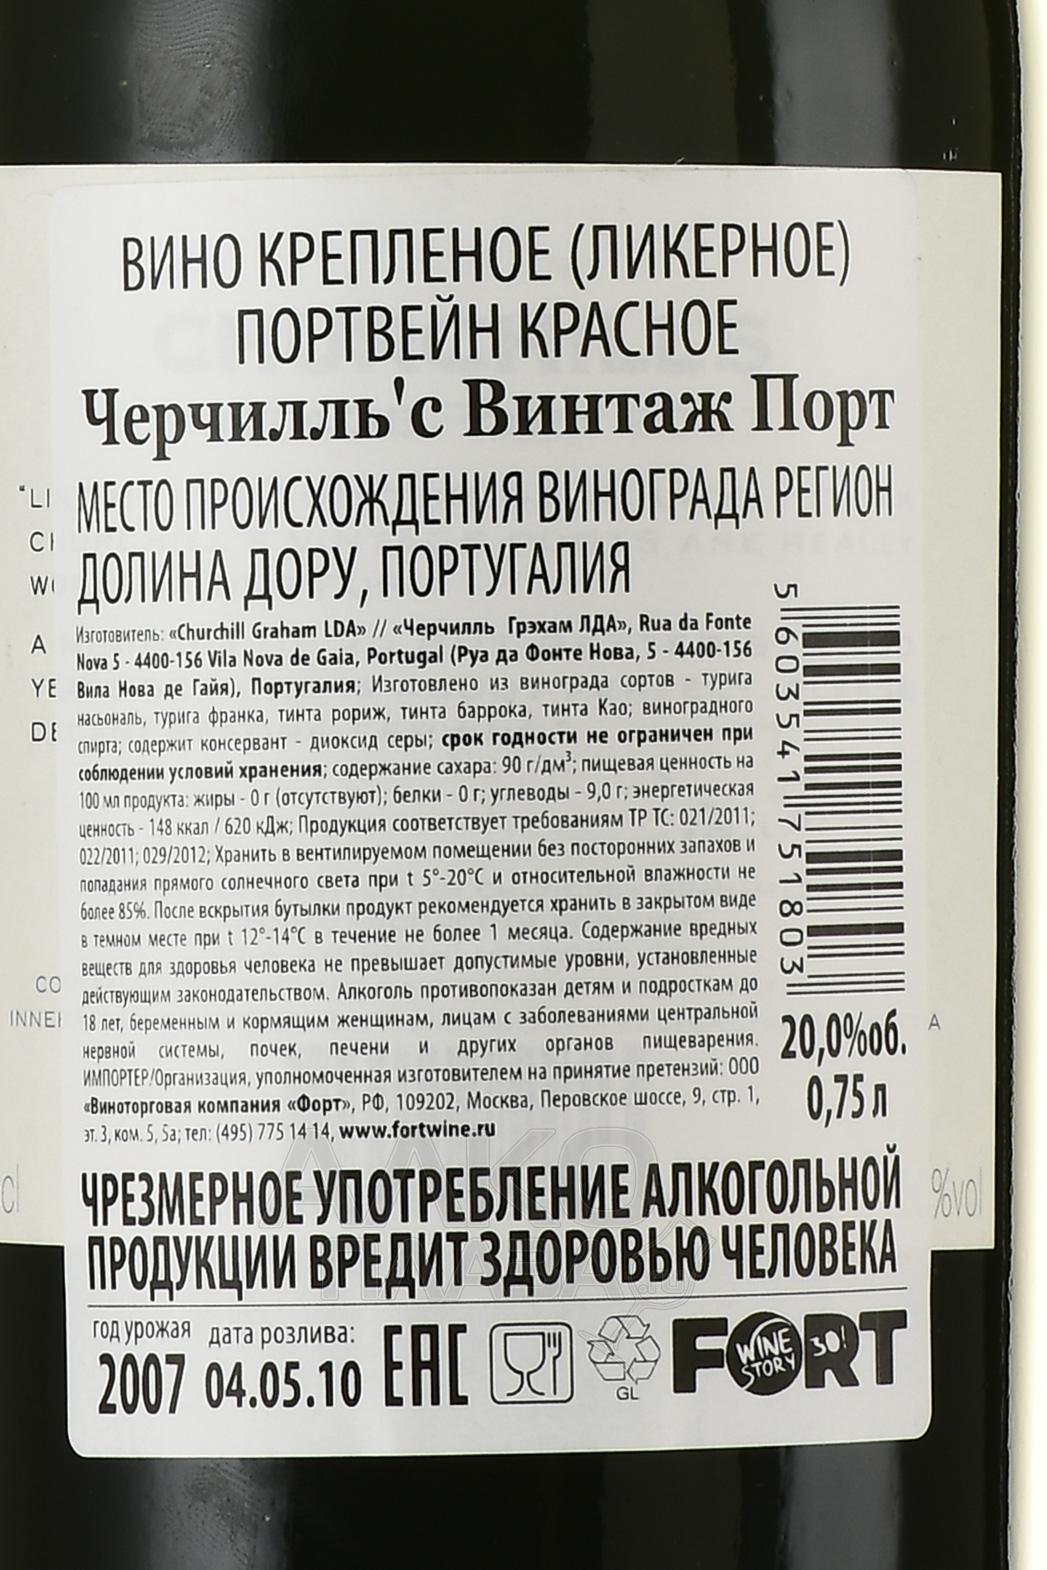 ВИНО КРЕПЛЕНОЕ (ЛИКЕРНОЕ)
ПОРТВЕЙН КРАСНОЕ
Черчилль'с Винтаж Порт
МЕСТО ПРОИСХОЖДЕНИЯ ВИНОГРАДА РЕГИОН
ДОЛИНА ДОРУ, ПОРТУГАЛИЯ
Изготовитель: «Churchill Graham LDA» // «Черчилль Грэхам ЛДА», Rua da Fonte
Nova 5 - 4400-156 Vila Nova de Gaia, Portugal (Руа да Фонте Нова, 5 - 4400-156
Вила Нова де Гайя), Португалия; Изготовлено из винограда сортов - турига
насьональ, турига франка, тинта рориж, тинта баррока, тинта Као; виноградного
спирта; содержит консервант - диоксид серы; срок годности не ограничен при
соблюдении условий хранения; содержание сахара: 90 г/дм³; пищевая ценность на
100 мл продукта: жиры - 0 г (отсутствуют); белки - 0 г; углеводы - 9,0 г; энергетическая
ценность - 148 ккал / 620 кДж; Продукция соответствует требованиям ТР ТС: 021/2011;
022/2011; 029/2012; Хранить в вентилируемом помещении без посторонних запахов и
попадания прямого солнечного света при t 5°-20°С и относительной влажности не
более 85%. После вскрытия бутылки продукт рекомендуется хранить в закрытом виде
в темном месте при t 12°-14°С в течение не более 1 месяца. Содержание вредных
веществ для здоровья человека не превышает допустимые уровни, установленные
действующим законодательством. Алкоголь противопоказан детям и подросткам до
18 лет, беременным и кормящим женщинам, лицам с заболеваниями центральной
нервной системы, почек, печени и других органов пищеварения.
ИМПОРТЕР/Организация, уполномоченная изготовителем на принятие претензий: ООО
«Виноторговая компания «Форт», РФ, 109202, Москва, Перовское шоссе, 9, стр. 1,
эт. 3, ком. 5, 5а; тел: (495) 775 14 14, www.fortwine.ru
5 603541 751803
20,0%об.
0,75 л
ЧРЕЗМЕРНОЕ УПОТРЕБЛЕНИЕ АЛКОГОЛЬНОЙ
ПРОДУКЦИИ ВРЕДИТ ЗДОРОВЬЮ ЧЕЛОВЕКА
год урожая дата розлива:
2007 04.05.10 EAC
GL
FORT
WINE STORY 30!
cl
%vol
A
YE